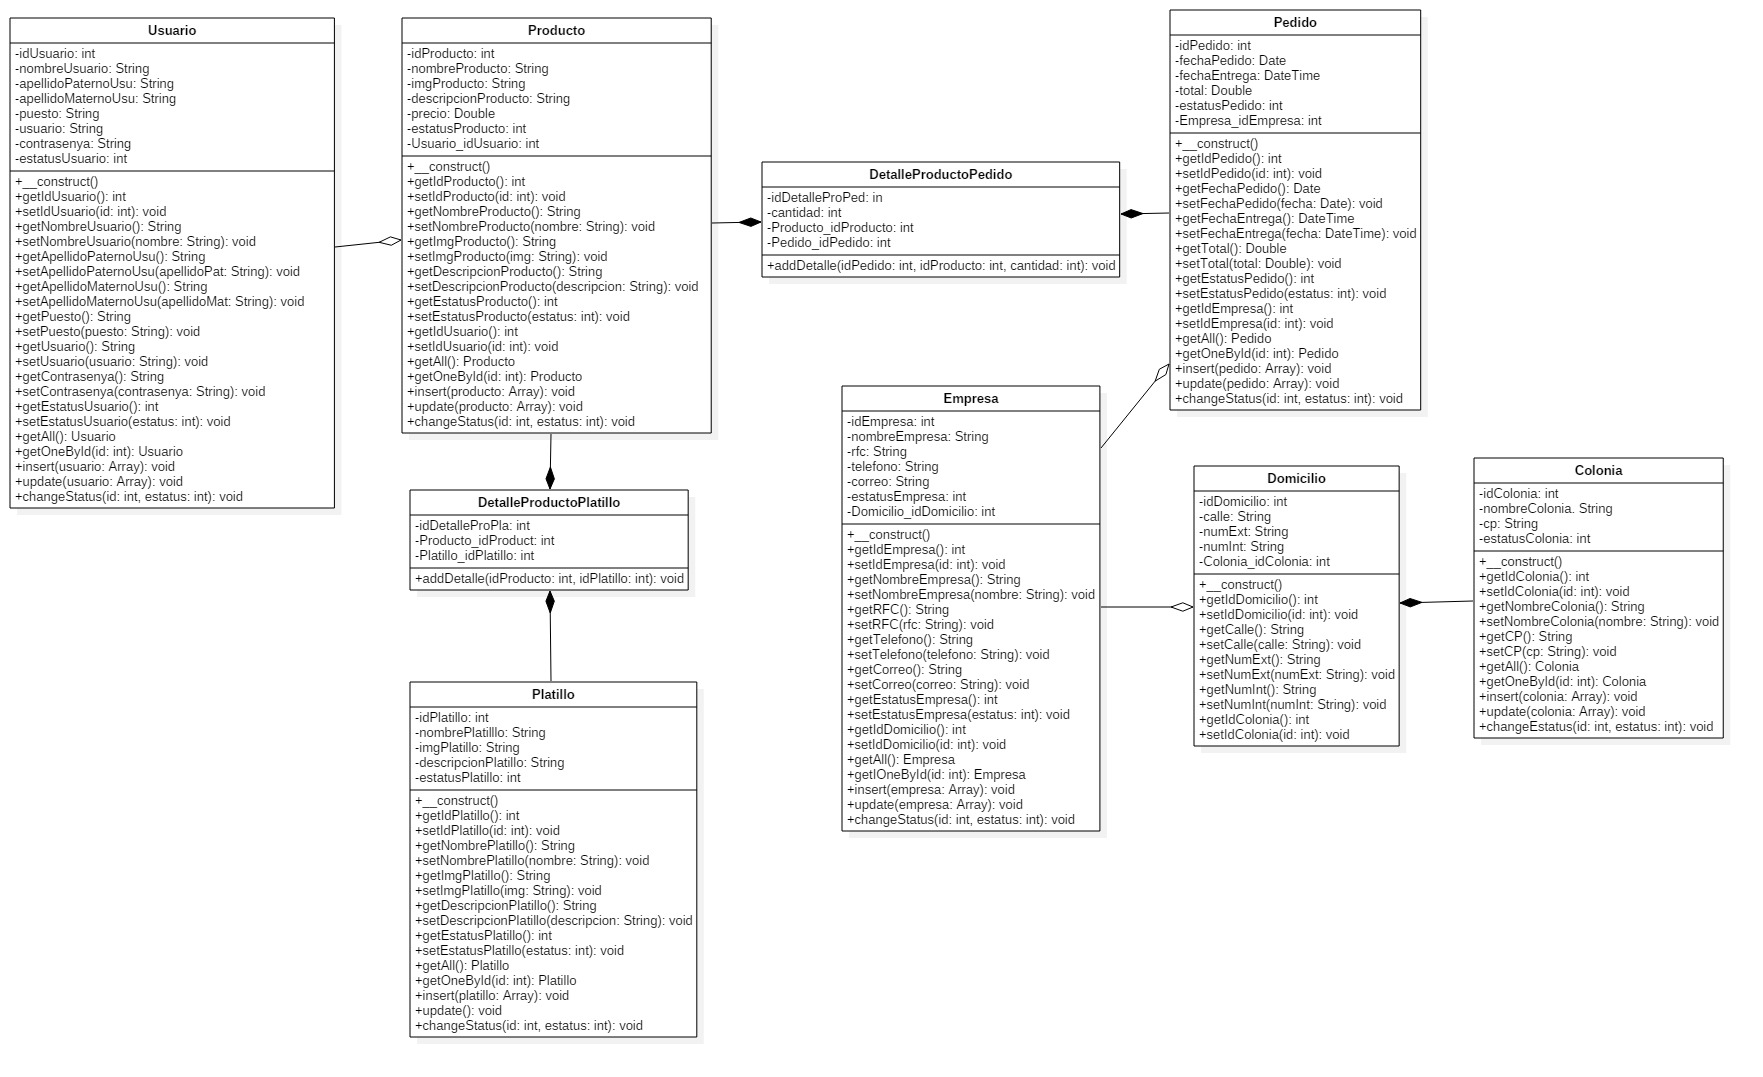 Usuario
-idUsuario: int
-nombreUsuario: String
-apellidoPaternoUsu: String
-apellidoMaternoUsu: String
-puesto: String
-usuario: String
-contrasenya: String
-estatusUsuario: int
+__construct()
+getIdUsuario(): int
+setIdUsuario(id: int): void
+getNombreUsuario(): String
+setNombreUsuario(nombre: String): void
+getApellidoPaternoUsu(): String
+setApellidoPaternoUsu(apellidoPat: String): void
+getApellidoMaternoUsu(): String
+setApellidoMaternoUsu(apellidoMat: String): void
+getPuesto(): String
+setPuesto(puesto: String): void
+getUsuario(): String
+setUsuario(usuario: String): void
+getContrasenya(): String
+setContrasenya(contrasenya: String): void
+getEstatusUsuario(): int
+setEstatusUsuario(estatus: int): void
+getAll(): Usuario
+getOneById(id: int): Usuario
+insert(usuario: Array): void
+update(usuario: Array): void
+changeStatus(id: int, estatus: int): void
Producto
-idProducto: int
-nombreProducto: String
-imgProducto: String
-descripcionProducto: String
-precio: Double
-estatusProducto: int
-Usuario_idUsuario: int
+__construct()
+getIdProducto(): int
+setIdProducto(id: int): void
+getNombreProducto(): String
+setNombreProducto(nombre: String): void
+getImgProducto(): String
+setImgProducto(img: String): void
+getDescripcionProducto(): String
+setDescripcionProducto(descripcion: String): void
+getEstatusProducto(): int
+setEstatusProducto(estatus: int): void
+getIdUsuario(): int
+setIdUsuario(id: int): void
+getAll(): Producto
+getOneById(id: int): Producto
+insert(producto: Array): void
+update(producto: Array): void
+changeStatus(id: int, estatus: int): void
DetalleProductoPedido
-idDetalleProPed: in
-cantidad: int
-Producto_idProducto: int
-Pedido_idPedido: int
+addDetalle(idPedido: int, idProducto: int, cantidad: int): void
Pedido
-idPedido: int
-fechaPedido: Date
-fechaEntrega: DateTime
-total: Double
-estatusPedido: int
-Empresa_idEmpresa: int
+__construct()
+getIdPedido(): int
+setIdPedido(id: int): void
+getFechaPedido(): Date
+setFechaPedido(fecha: Date): void
+getFechaEntrega(): DateTime
+setFechaEntrega(fecha: DateTime): void
+getTotal(): Double
+setTotal(total: Double): void
+getEstatusPedido(): int
+setEstatusPedido(estatus: int): void
+getIdEmpresa(): int
+setIdEmpresa(id: int): void
+getAll(): Pedido
+getOneById(id: int): Pedido
+insert(pedido: Array): void
+update(pedido: Array): void
+changeStatus(id: int, estatus: int): void
DetalleProductoPlatillo
-idDetalleProPla: int
-Producto_idProduct: int
-Platillo_idPlatillo: int
+addDetalle(idProducto: int, idPlatillo: int): void
Platillo
-idPlatillo: int
-nombrePlatilllo: String
-imgPlatillo: String
-descripcionPlatillo: String
-estatusPlatillo: int
+__construct()
+getIdPlatillo(): int
+setIdPlatillo(id: int): void
+getNombrePlatillo(): String
+setNombrePlatillo(nombre: String): void
+getImgPlatillo(): String
+setImgPlatillo(img: String): void
+getDescripcionPlatillo(): String
+setDescripcionPlatillo(descripcion: String): void
+getEstatusPlatillo(): int
+setEstatusPlatillo(estatus: int): void
+getAll(): Platillo
+getOneById(id: int): Platillo
+insert(platillo: Array): void
+update(): void
+changeStatus(id: int, estatus: int): void
Empresa
-idEmpresa: int
-nombreEmpresa: String
-rfc: String
-telefono: String
-correo: String
-estatusEmpresa: int
-Domicilio_idDomicilio: int
+__construct()
+getIdEmpresa(): int
+setIdEmpresa(id: int): void
+getNombreEmpresa(): String
+setNombreEmpresa(nombre: String): void
+getRFC(): String
+setRFC(rfc: String): void
+getTelefono(): String
+setTelefono(telefono: String): void
+getCorreo(): String
+setCorreo(correo: String): void
+getEstatusEmpresa(): int
+setEstatusEmpresa(estatus: int): void
+getIdDomicilio(): int
+setIdDomicilio(id: int): void
+getAll(): Empresa
+getIOneById(id: int): Empresa
+insert(empresa: Array): void
+update(empresa: Array): void
+changeStatus(id: int, estatus: int): void
Domicilio
-idDomicilio: int
-calle: String
-numExt: String
-numInt: String
-Colonia_idColonia: int
+__construct()
+getIdDomicilio(): int
+setIdDomicilio(id: int): void
+getCalle(): String
+setCalle(calle: String): void
+getNumExt(): String
+setNumExt(numExt: String): void
+getNumInt(): String
+setNumInt(numInt: String): void
+getIdColonia(): int
+setIdColonia(id: int): void
Colonia
-idColonia: int
-nombreColonia. String
-cp: String
-estatusColonia: int
+__construct()
+getIdColonia(): int
+setIdColonia(id: int): void
+getNombreColonia(): String
+setNombreColonia(nombre: String): void
+getCP(): String
+setCP(cp: String): void
+getAll(): Colonia
+getOneById(id: int): Colonia
+insert(colonia: Array): void
+update(colonia: Array): void
+changeEstatus(id: int, estatus: int): void